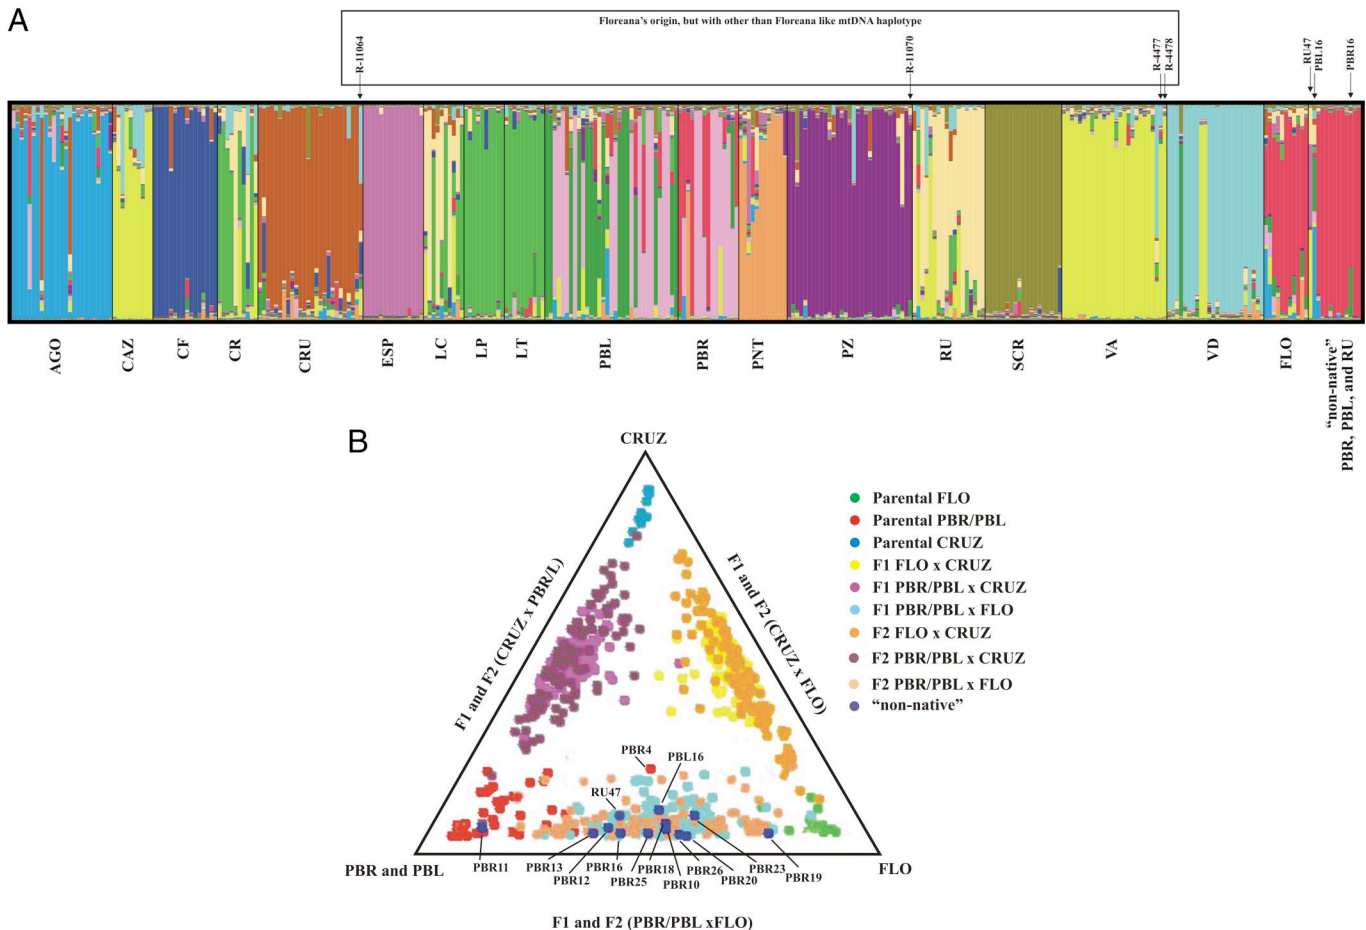 A
Floreana's origin, but with other than Floreana like mtDNA haplotype
R-11064
R-11070
R-4477
R-4478
RU47
PBL16
PBR16
AGO
CAZ
CF
CR
CRU
ESP
LC
LP
LT
PBL
PBR
PNT
PZ
RU
SCR
VA
VD
FLO
“non-native”
PBR, PBL, and RU
B
CRUZ
F1 and F2 (CRUZ x PBR/L)
F1 and F2 (CRUZ x FLO)
Parental FLO
Parental PBR/PBL
Parental CRUZ
F1 FLO x CRUZ
F1 PBR/PBL x CRUZ
F1 PBR/PBL x FLO
F2 FLO x CRUZ
F2 PBR/PBL x CRUZ
F2 PBR/PBL x FLO
“non-native”
PBR4
PBL16
RU47
PBR and PBL
FLO
PBR11
PBR13
PBR12
PBR16
PBR25
PBR18
PBR10
PBR26
PBR20
PBR23
PBR19
F1 and F2 (PBR/PBL xFLO)